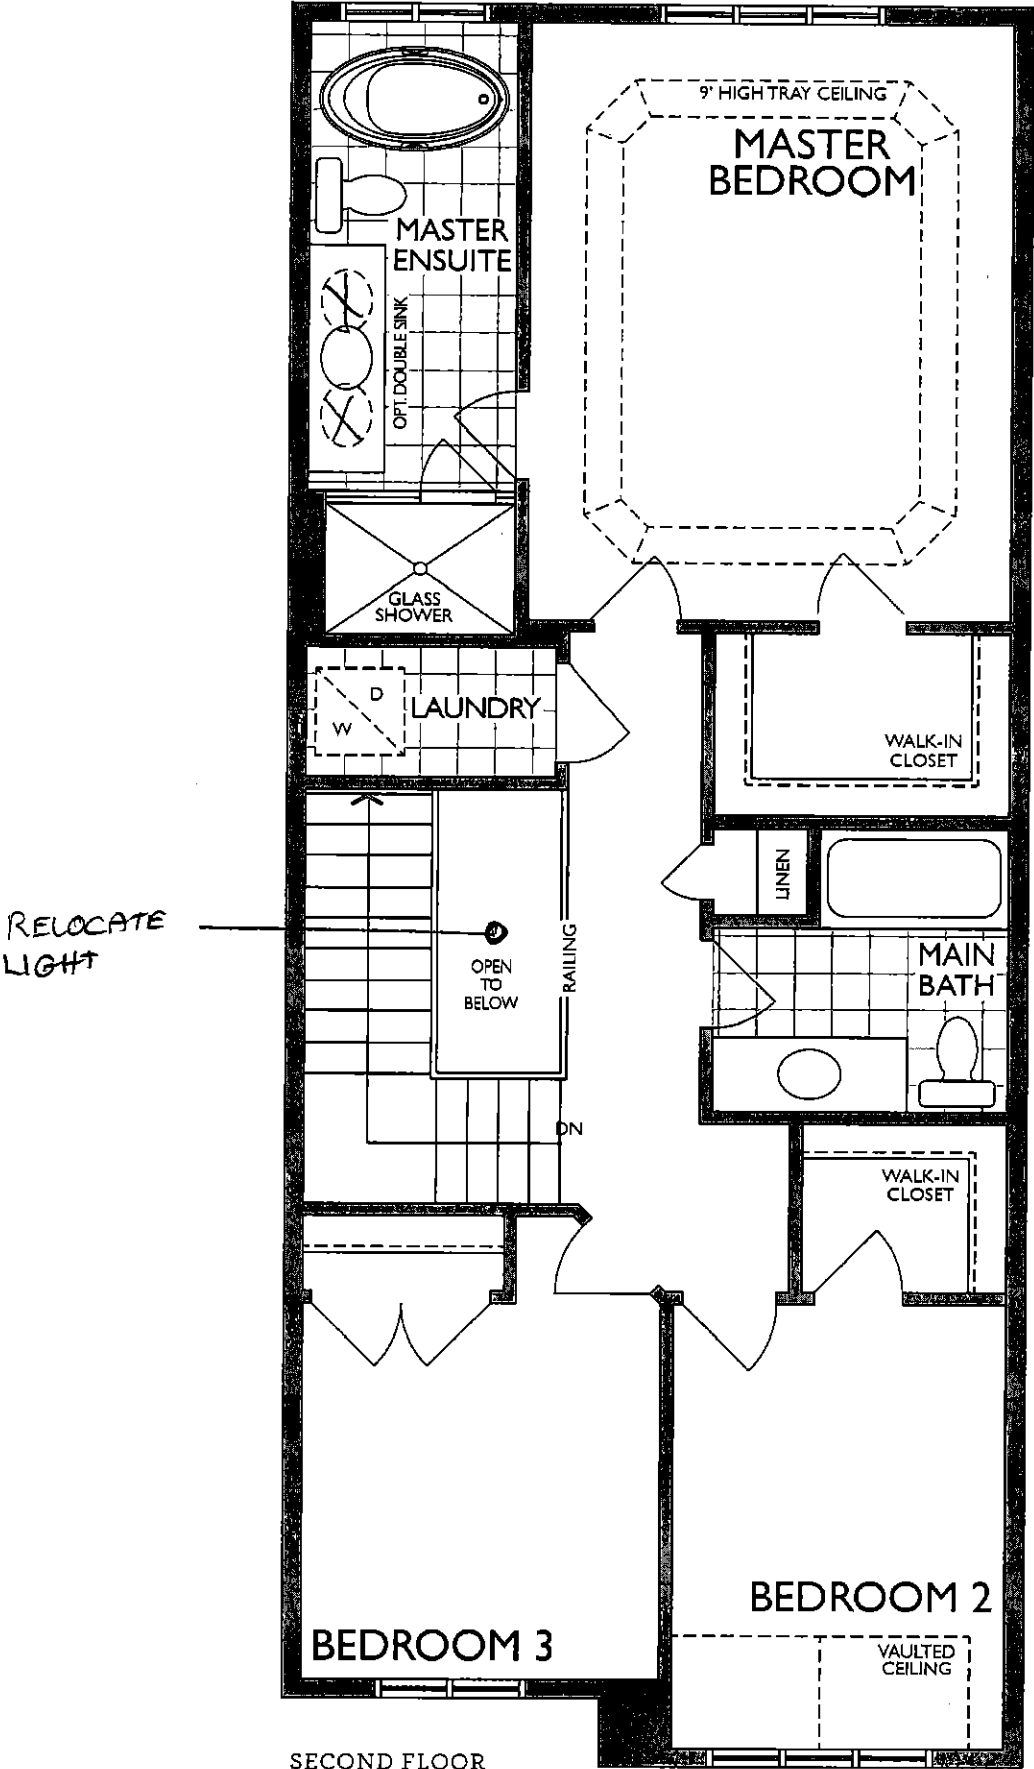 9' HIGH TRAY CEILING
MASTER
BEDROOM
MASTER
ENSUITE
OPT. DOUBLE SINK
GLASS
SHOWER
D
W
LAUNDRY
WALK-IN
CLOSET
LINEN
RELOCATE
LIGHT
OPEN
TO
BELOW
RAILING
MAIN
BATH
DN
WALK-IN
CLOSET
BEDROOM 2
BEDROOM 3
VAULTED
CEILING
SECOND FLOOR